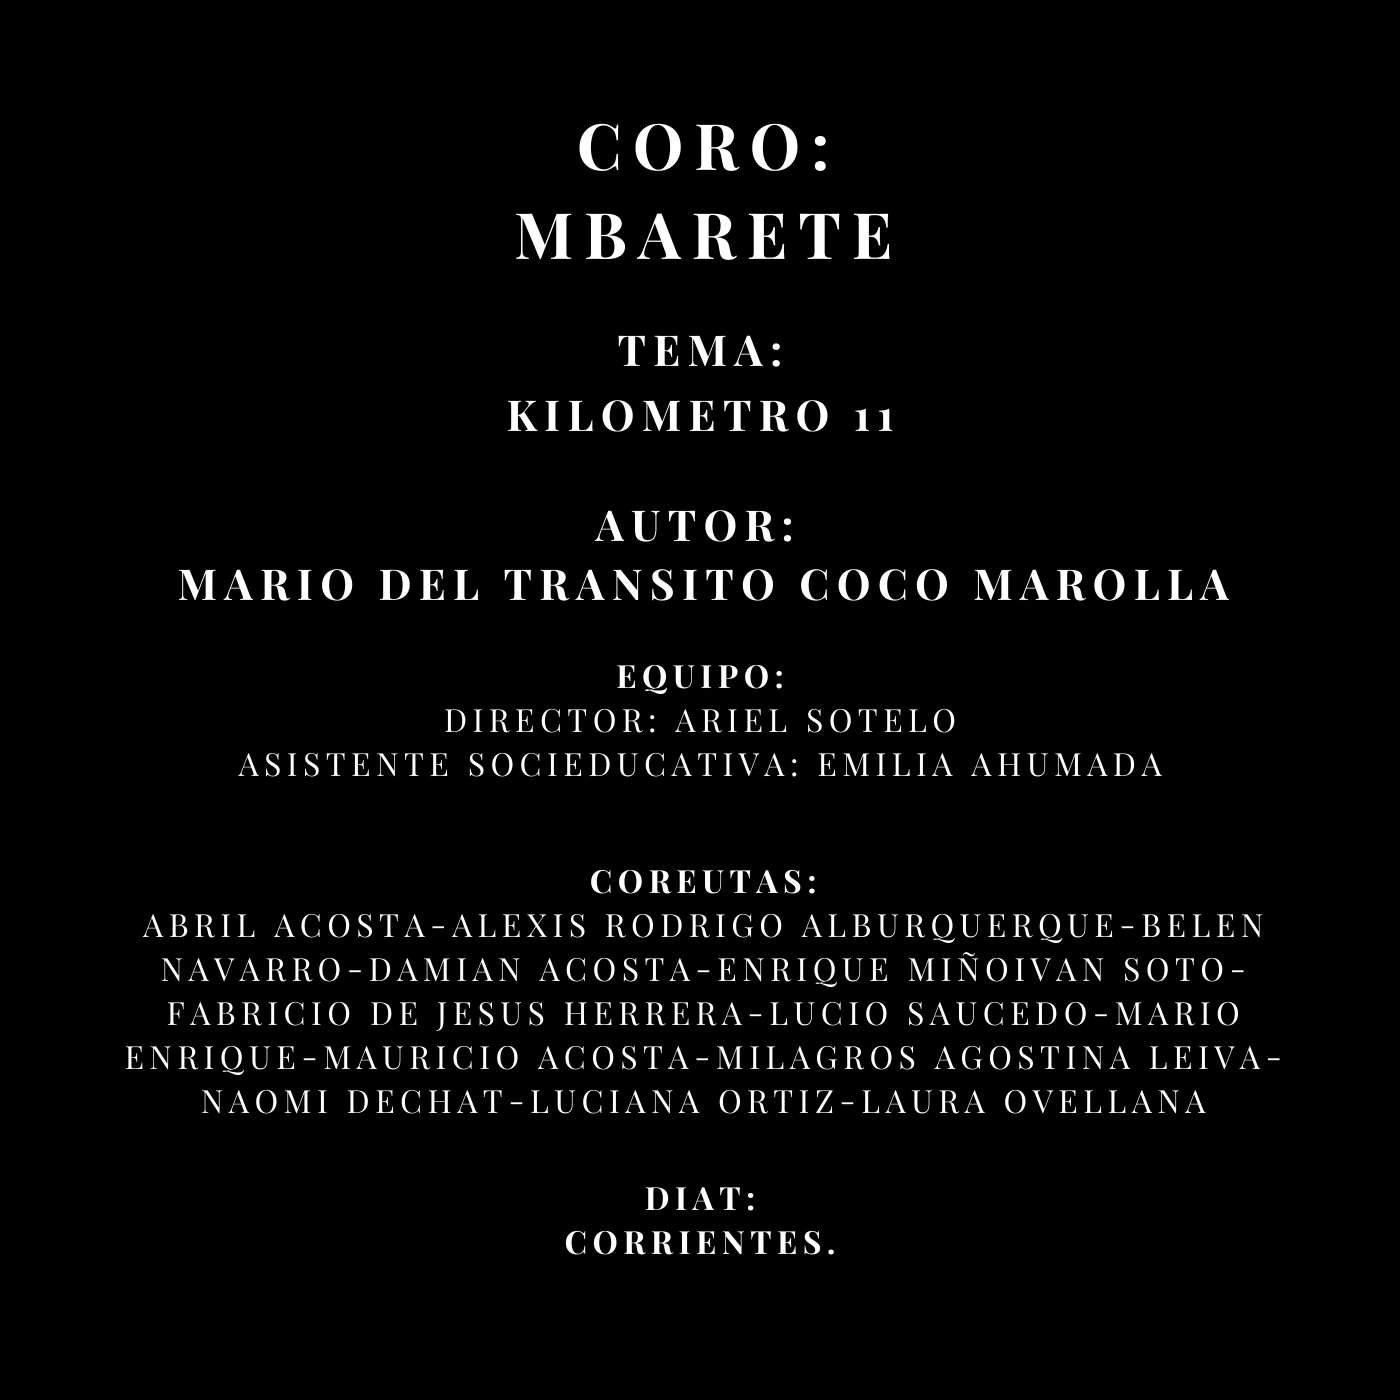 CORO:
MBARETE
TEMA:
KILOMETRO 11
AUTOR:
MARIO DEL TRANSITO COCO MAROLLA
EQUIPO:
DIRECTOR: ARIEL SOTELO
ASISTENTE SOCIEDUCATIVA: EMILIA AHUMADA
COREUTAS:
ABRIL ACOSTA-ALEXIS RODRIGO ALBURQUERQUE-BELEN
NAVARRO-DAMIAN ACOSTA-ENRIQUE MIÑOIVAN SOTO-
FABRICIO DE JESUS HERRERA-LUCIO SAUCEDO-MARIO
ENRIQUE-MAURICIO ACOSTA-MILAGROS AGOSTINA LEIVA-
NAOMI DECHAT-LUCIANA ORTIZ-LAURA OVELLANA
DIAT:
CORRIENTES.